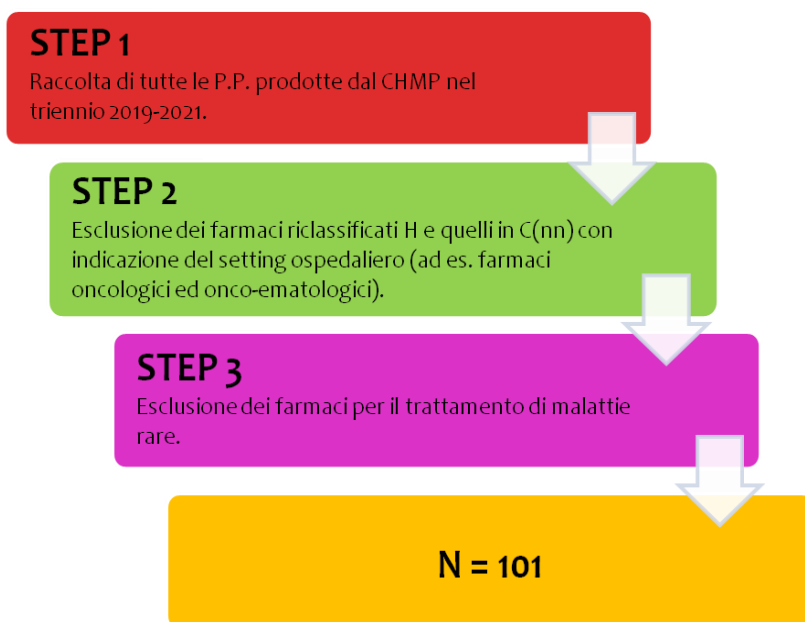 STEP 1
Raccolta di tutte le P.P. prodotte dal CHMP nel
triennio 2019-2021.
STEP 2
Esclusione dei farmaci riclassificati H e quelli in C(nn) con
indicazione del setting ospedaliero (ad es. farmaci
oncologici ed onco-ematologici).
STEP 3
Esclusione dei farmaci per il trattamento di malattie
rare.
N = 101